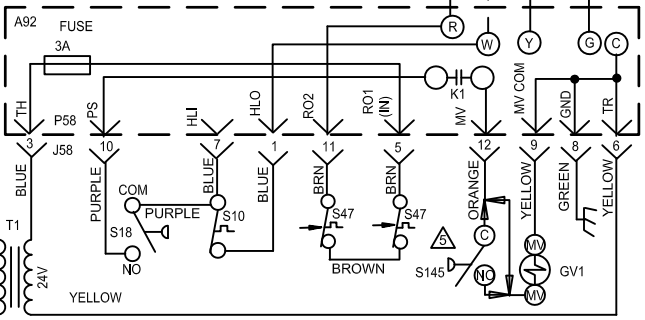 A92 FUSE
R
3A
W Y G C
K1
TH PS HLI HLO RO2 RO1 (IN) MV MV COM GND TR
P58
3 J58 10 7 1 11 5 12 9 8 6
BLUE PURPLE BLUE BLUE BRN BRN ORANGE YELLOW GREEN YELLOW
COM
PURPLE S10 S47 S47
T1 S18 5 C MV
24V NO BROWN S145 NO GV1
YELLOW MV